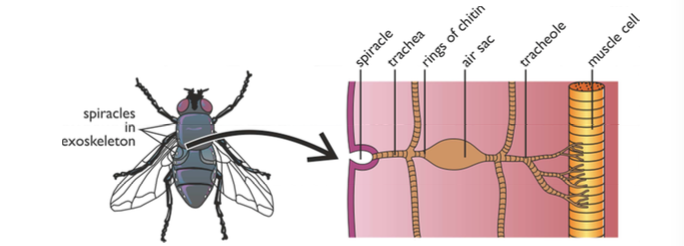 spiracles
in
exoskeleton
spiracle
trachea
rings of chitin
air sac
tracheole
muscle cell